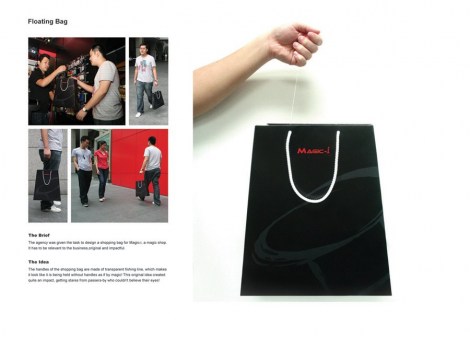 Floating Bag
MAGIC-i
The Brief
The agency was given the task to design a shopping bag for Magic-i, a magic shop.
It has to be relevant to the business,original and impactful.
The Idea
The handles of the shopping bag are made of transparent fishing line, which makes
it look like it is being held without handles as if by magic! This original idea created
quite an impact, getting stares from passers-by who couldn't believe their eyes!